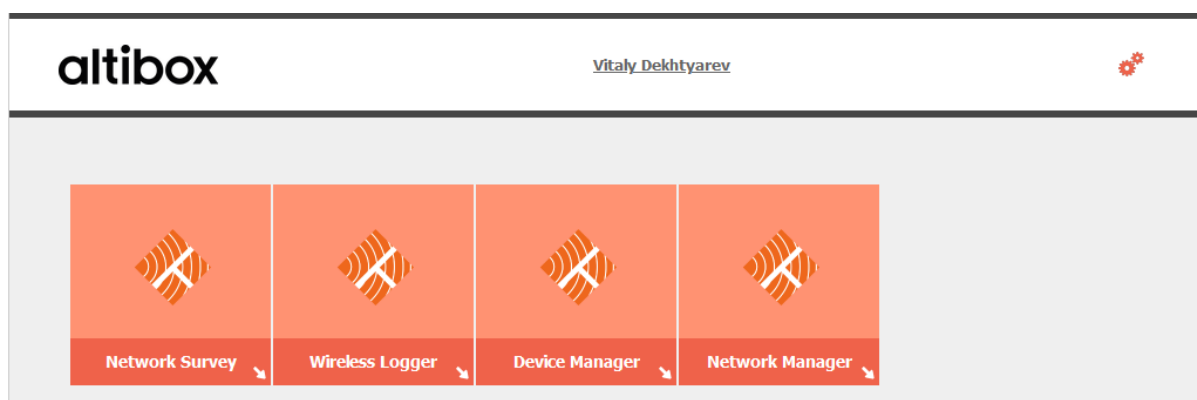 altibox
Vitaly Dekhtyarev
Network Survey
Wireless Logger
Device Manager
Network Manager